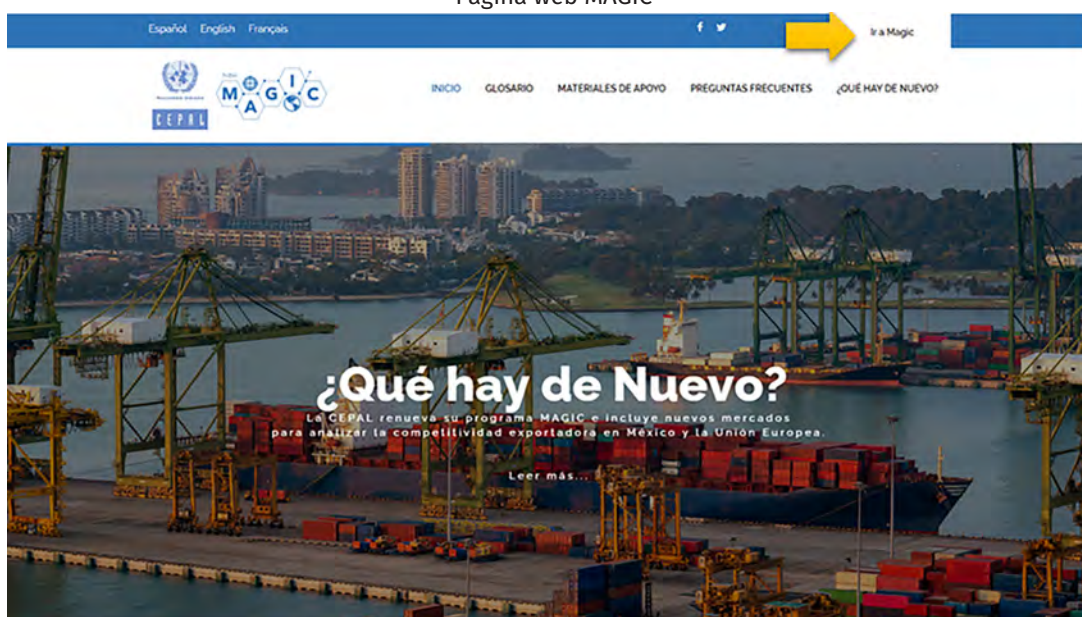 Página web MAGIC
Español English Français
Ir a Magic
NACIONES UNIDAS
CEPAL
MAGIC
INICIO GLOSARIO MATERIALES DE APOYO PREGUNTAS FRECUENTES ¿QUÉ HAY DE NUEVO?
¿Qué hay de Nuevo?
La CEPAL renueva su programa MAGIC e incluye nuevos mercados
para analizar la competitividad exportadora en México y la Unión Europea.
Leer más...